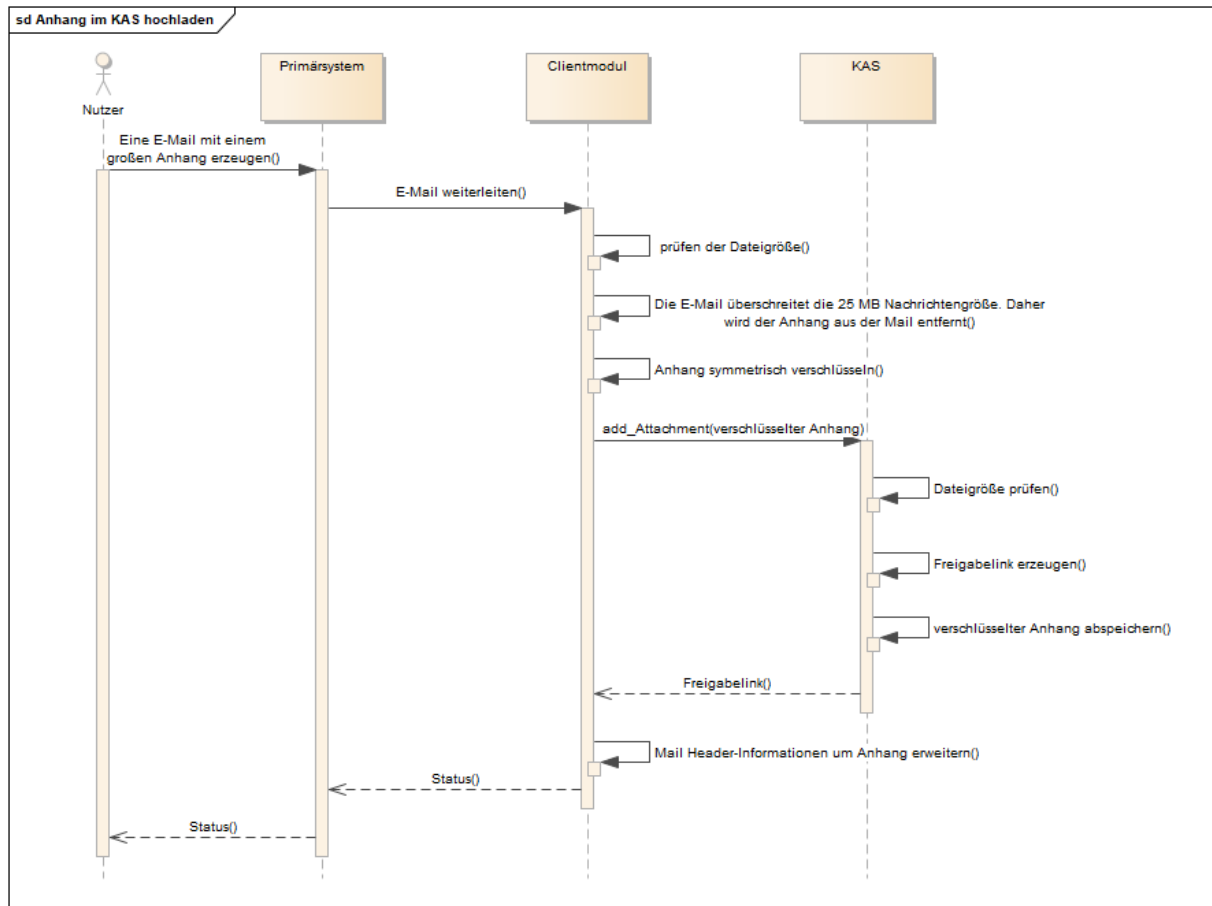 sd Anhang im KAS hochladen
Nutzer
Primärsystem
Clientmodul
KAS
Eine E-Mail mit einem
großen Anhang erzeugen()
E-Mail weiterleiten()
prüfen der Dateigröße()
Die E-Mail überschreitet die 25 MB Nachrichtengröße. Daher
wird der Anhang aus der Mail entfernt()
Anhang symmetrisch verschlüsseln()
add_Attachment(verschlüsselter Anhang)
Dateigröße prüfen()
Freigabelink erzeugen()
verschlüsselter Anhang abspeichern()
Freigabelink()
Mail Header-Informationen um Anhang erweitern()
Status()
Status()